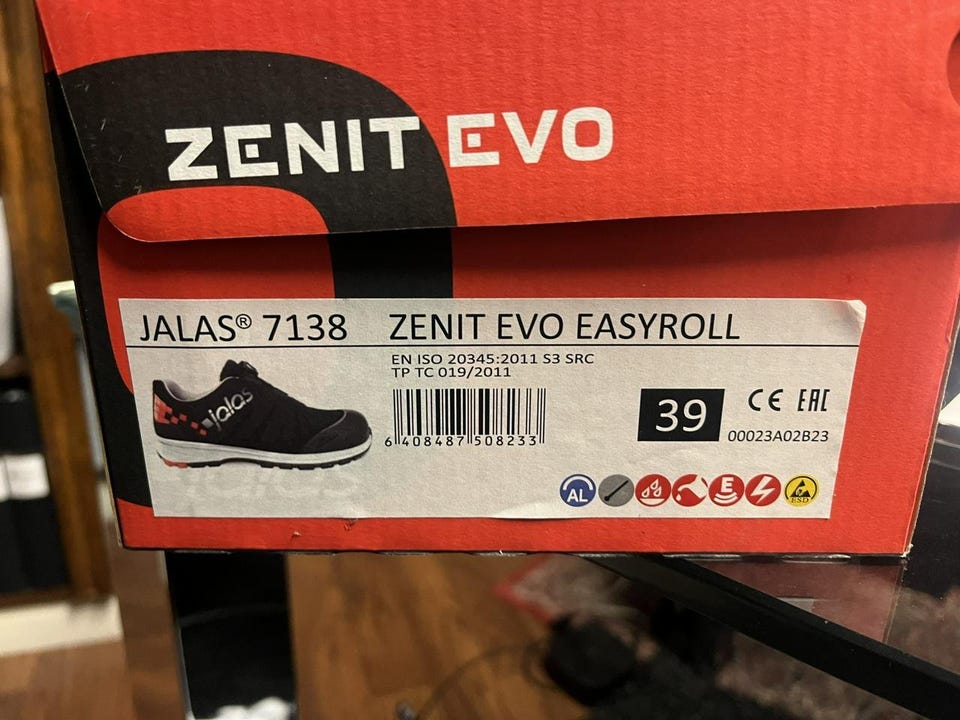 ZENIT EVO
JALAS® 7138 ZENIT EVO EASYROLL
EN ISO 20345:2011 S3 SRC
TP TC 019/2011
jalas
6 408487 508233
39
CE EAC
00023A02B23
AL
E
ESD